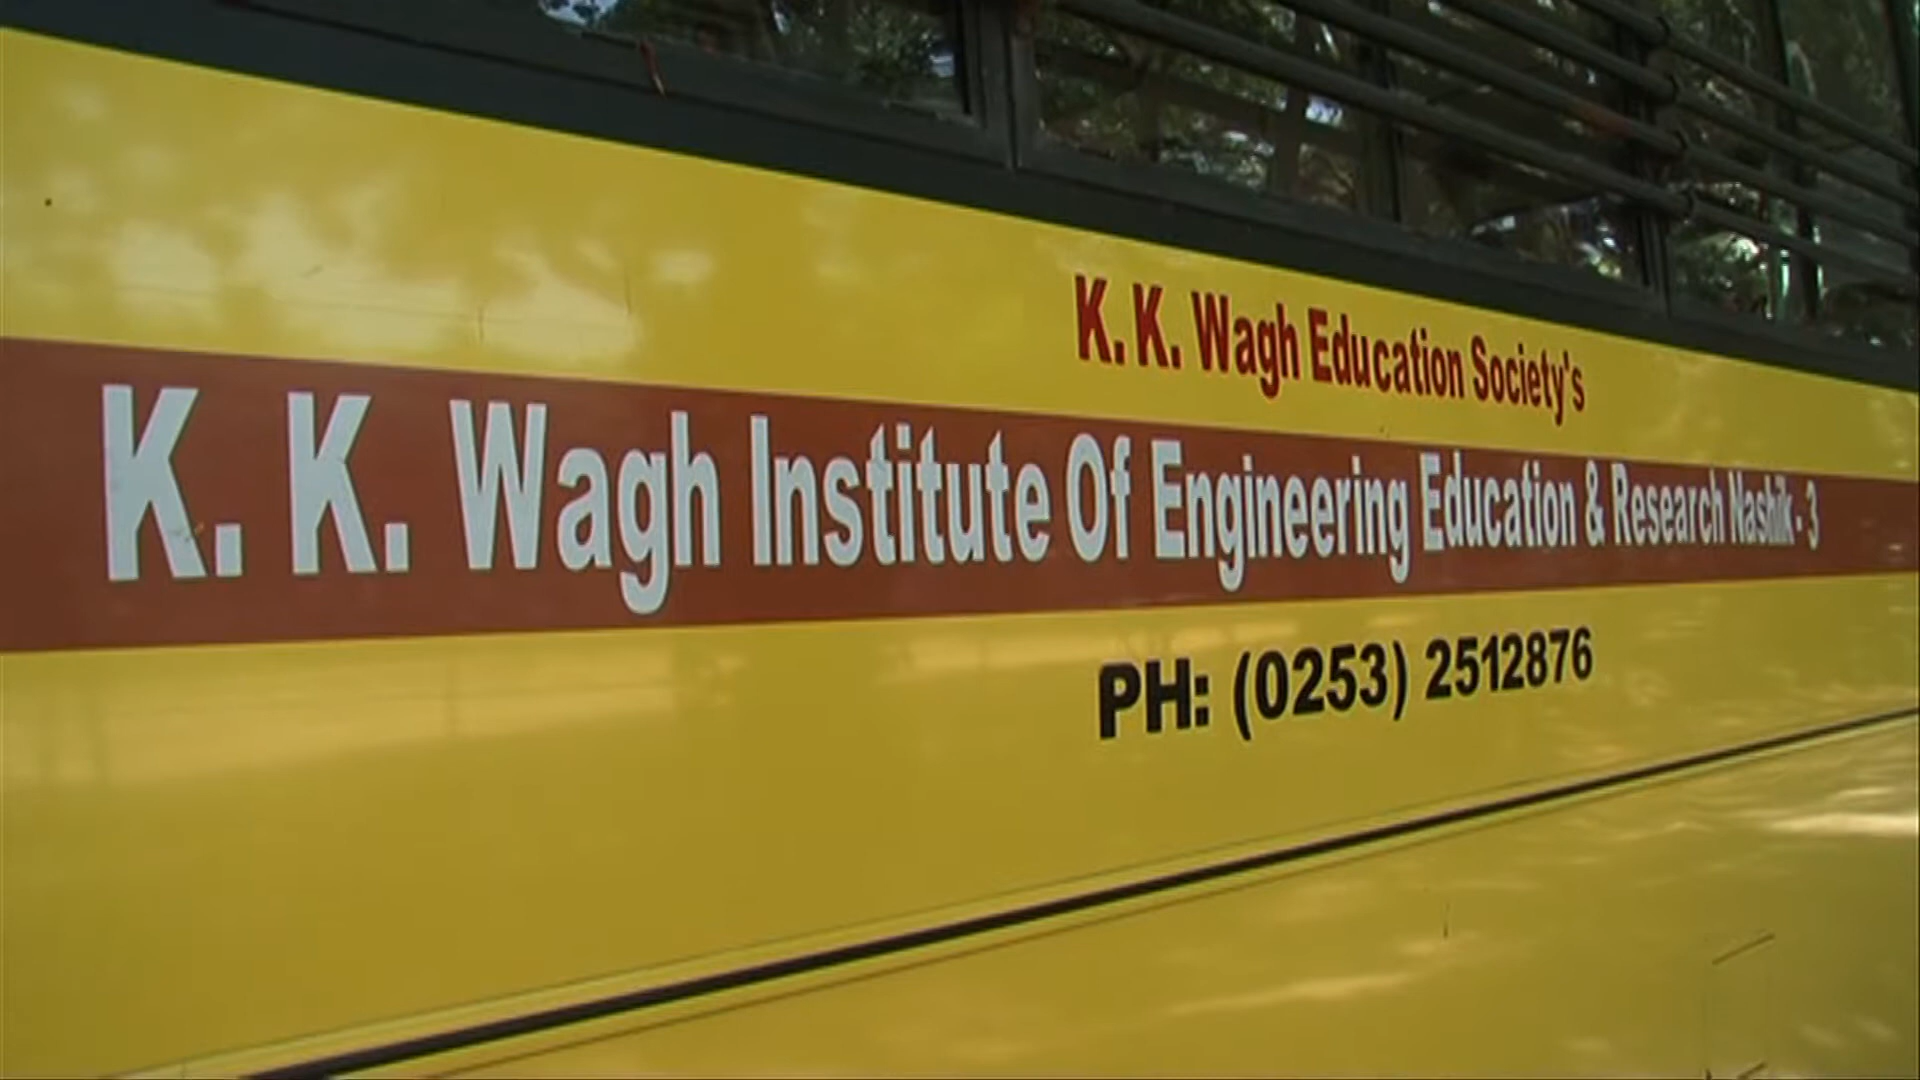 K. K. Wagh Education Society's
K. K. Wagh Institute Of Engineering Education & Research Nashik - 3
PH: (0253) 2512876